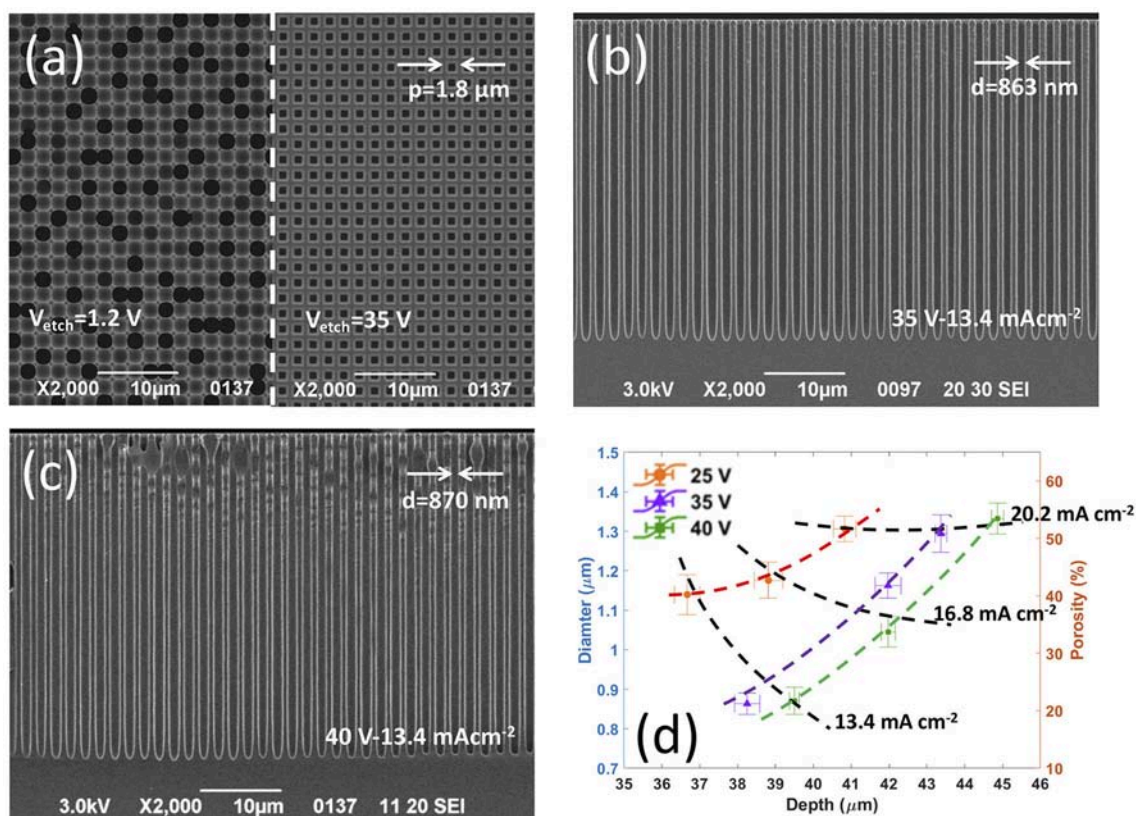 (a)
p=1.8 μm
V_etch=1.2 V
V_etch=35 V
X2,000 10μm 0137
X2,000 10μm 0137
(b)
d=863 nm
35 V-13.4 mAcm⁻²
3.0kV X2,000 10μm 0097 20 30 SEI
(c)
d=870 nm
40 V-13.4 mAcm⁻²
3.0kV X2,000 10μm 0137 11 20 SEI
(d)
25 V
35 V
40 V
20.2 mA cm⁻²
16.8 mA cm⁻²
13.4 mA cm⁻²
Diamter (μm)
1.5
1.4
1.3
1.2
1.1
1
0.9
0.8
0.7
Porosity (%)
60
50
40
30
20
10
35 36 37 38 39 40 41 42 43 44 45 46
Depth (μm)